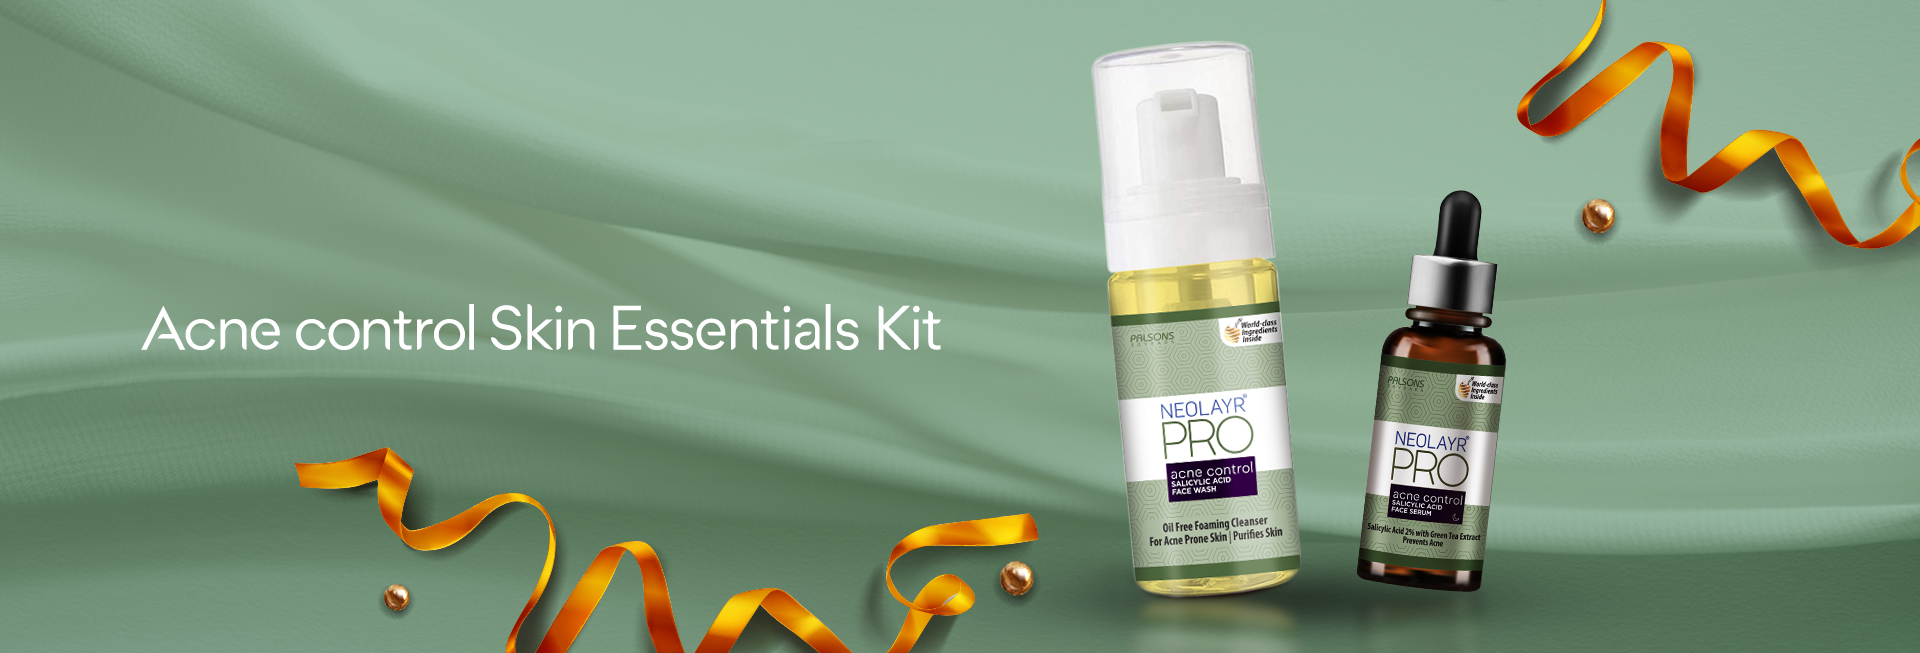 Acne control Skin Essentials Kit
PALSONS
World-class
Ingredients
Inside
NEOLAYR®
PRO
acne control
SALICYLIC ACID
FACE WASH
Oil Free Foaming Cleanser
For Acne Prone Skin | Purifies Skin
PALSONS
World-class
Ingredients
Inside
NEOLAYR®
PRO
acne control
SALICYLIC ACID
FACE SERUM
Salicylic Acid 2% with Green Tea Extract
Prevents Acne